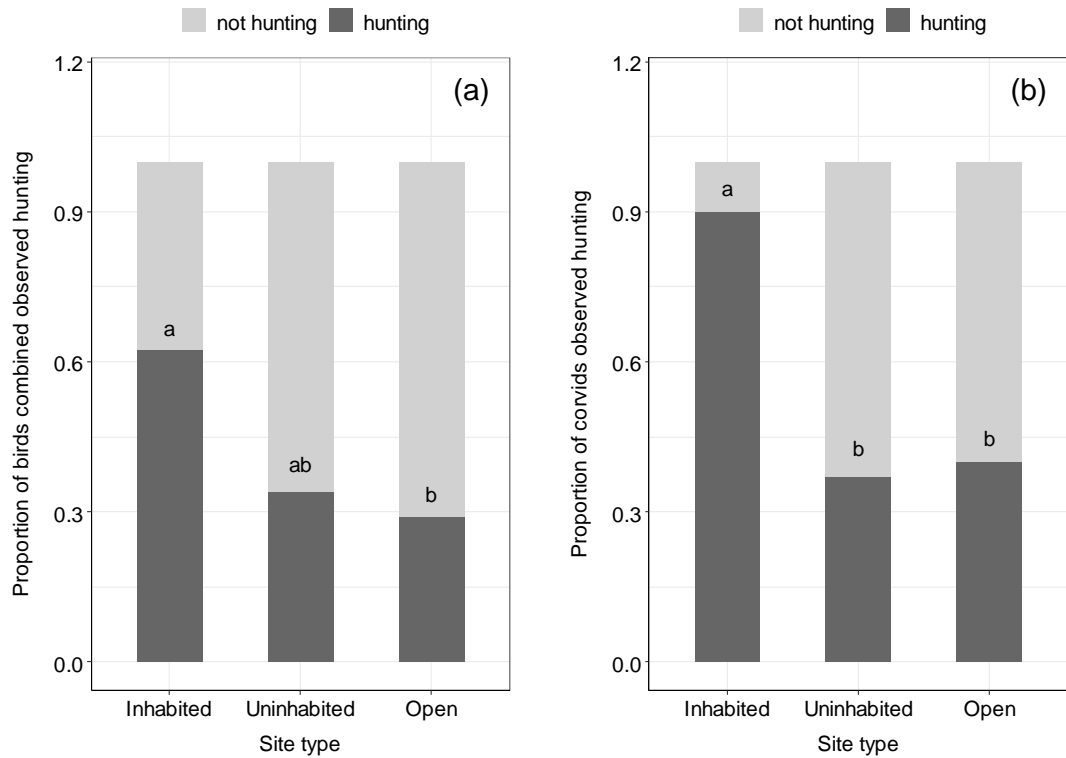 not hunting hunting
(a)
Proportion of birds combined observed hunting
1.2
0.9
0.6
0.3
0.0
a
ab
b
Inhabited Uninhabited Open
Site type
not hunting hunting
(b)
Proportion of corvids observed hunting
1.2
0.9
0.6
0.3
0.0
a
b
b
Inhabited Uninhabited Open
Site type